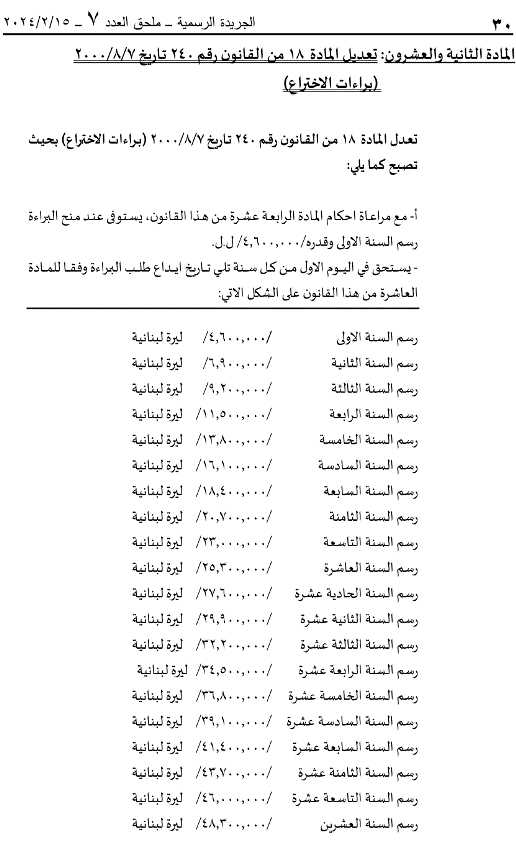 ٣٠ الجريدة الرسمية – ملحق العدد ٧ – ٢٠٢٤/٢/١٥
المادة الثانية والعشرون: تعديل المادة ١٨ من القانون رقم ٢٤٠ تاريخ ٢٠٠٠/٨/٧
(براءات الاختراع)
تعدل المادة ١٨ من القانون رقم ٢٤٠ تاريخ ٢٠٠٠/٨/٧ (براءات الاختراع) بحيث
تصبح كما يلي:
أ- مع مراعاة احكام المادة الرابعة عشرة من هذا القانون، يستوفى عند منح البراءة
رسم السنة الاولى وقدره/٤,٦٠٠,٠٠٠/ ل.ل.
- يستحق في اليوم الاول من كل سنة تلي تاريخ ايداع طلب البراءة وفقا للمادة
العاشرة من هذا القانون على الشكل الاتي:
رسم السنة الاولى /٤,٦٠٠,٠٠٠/ ليرة لبنانية
رسم السنة الثانية /٦,٩٠٠,٠٠٠/ ليرة لبنانية
رسم السنة الثالثة /٩,٢٠٠,٠٠٠/ ليرة لبنانية
رسم السنة الرابعة /١١,٥٠٠,٠٠٠/ ليرة لبنانية
رسم السنة الخامسة /١٣,٨٠٠,٠٠٠/ ليرة لبنانية
رسم السنة السادسة /١٦,١٠٠,٠٠٠/ ليرة لبنانية
رسم السنة السابعة /١٨,٤٠٠,٠٠٠/ ليرة لبنانية
رسم السنة الثامنة /٢٠,٧٠٠,٠٠٠/ ليرة لبنانية
رسم السنة التاسعة /٢٣,٠٠٠,٠٠٠/ ليرة لبنانية
رسم السنة العاشرة /٢٥,٣٠٠,٠٠٠/ ليرة لبنانية
رسم السنة الحادية عشرة /٢٧,٦٠٠,٠٠٠/ ليرة لبنانية
رسم السنة الثانية عشرة /٢٩,٩٠٠,٠٠٠/ ليرة لبنانية
رسم السنة الثالثة عشرة /٣٢,٢٠٠,٠٠٠/ ليرة لبنانية
رسم السنة الرابعة عشرة /٣٤,٥٠٠,٠٠٠/ ليرة لبنانية
رسم السنة الخامسة عشرة /٣٦,٨٠٠,٠٠٠/ ليرة لبنانية
رسم السنة السادسة عشرة /٣٩,١٠٠,٠٠٠/ ليرة لبنانية
رسم السنة السابعة عشرة /٤١,٤٠٠,٠٠٠/ ليرة لبنانية
رسم السنة الثامنة عشرة /٤٣,٧٠٠,٠٠٠/ ليرة لبنانية
رسم السنة التاسعة عشرة /٤٦,٠٠٠,٠٠٠/ ليرة لبنانية
رسم السنة العشرين /٤٨,٣٠٠,٠٠٠/ ليرة لبنانية